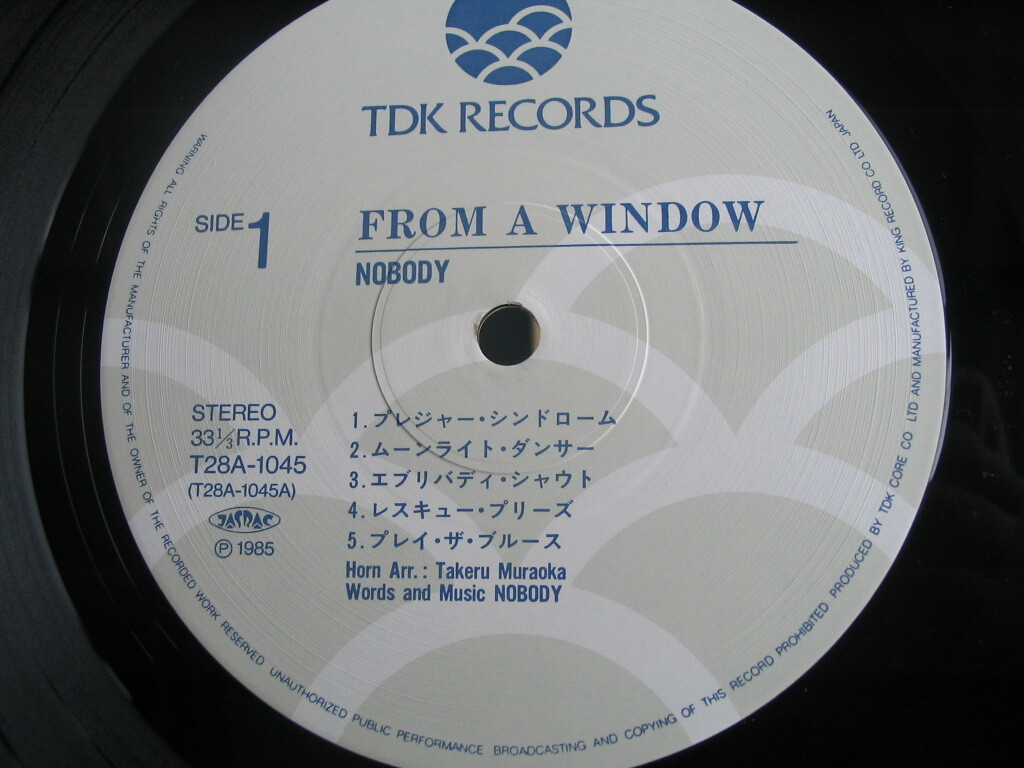 TDK RECORDS
SIDE 1
FROM A WINDOW
NOBODY
STEREO
33⅓R.P.M.
T28A-1045
(T28A-1045A)
JASRAC
Ⓟ 1985
1.プレジャー・シンドローム
2.ムーンライト・ダンサー
3.エブリバディ・シャウト
4.レスキュー・プリーズ
5.プレイ・ザ・ブルース
Horn Arr.: Takeru Muraoka
Words and Music NOBODY
WARNING ALL RIGHTS OF THE MANUFACTURER AND OF THE OWNER OF THE RECORDED WORK RESERVED UNAUTHORIZED PUBLIC PERFORMANCE BROADCASTING AND COPYING OF THIS RECORD PROHIBITED PRODUCED BY TDK CORE CO LTD AND MANUFACTURED BY KING RECORD CO LTD JAPAN